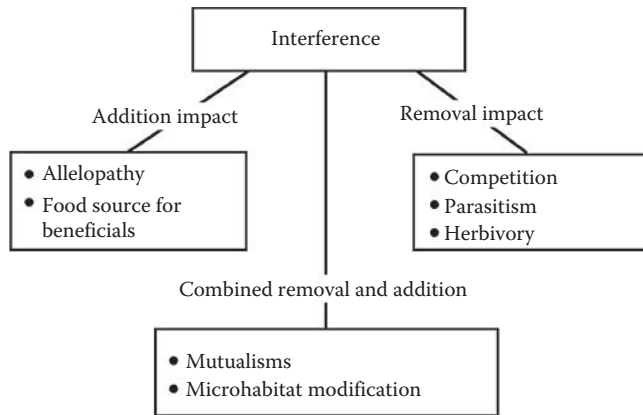 Interference
Addition impact
Removal impact
• Allelopathy
• Food source for
beneficials
• Competition
• Parasitism
• Herbivory
Combined removal and addition
• Mutualisms
• Microhabitat modification